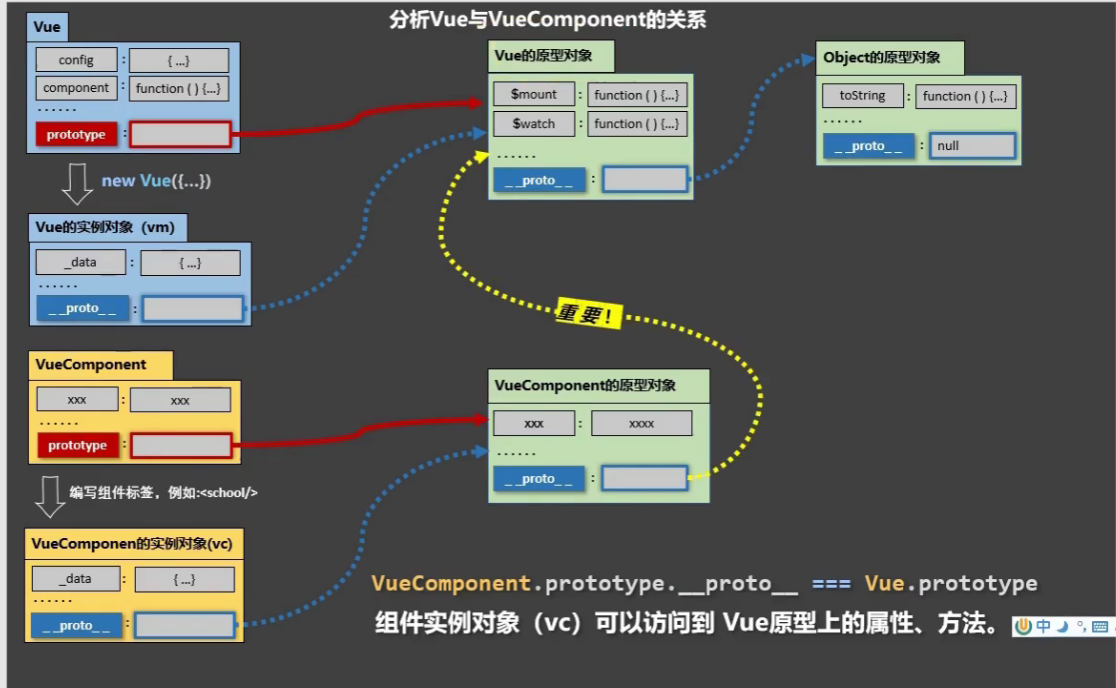 分析Vue与VueComponent的关系
Vue
config : { ...}
component : function ( ) {...}
......
prototype :
new Vue({...})
Vue的实例对象（vm）
_data : { ...}
......
__proto__ :
VueComponent
xxx : xxx
......
prototype :
编写组件标签，例如:<school/>
VueComponen的实例对象(vc)
_data : { ...}
......
__proto__ :
Vue的原型对象
$mount : function ( ) {...}
$watch : function ( ) {...}
......
__proto__ :
Object的原型对象
toString : function ( ) {...}
......
__proto__ : null
重要！
VueComponent的原型对象
xxx : xxxx
......
__proto__ :
VueComponent.prototype.__proto__ === Vue.prototype
组件实例对象（vc）可以访问到 Vue原型上的属性、方法。
中